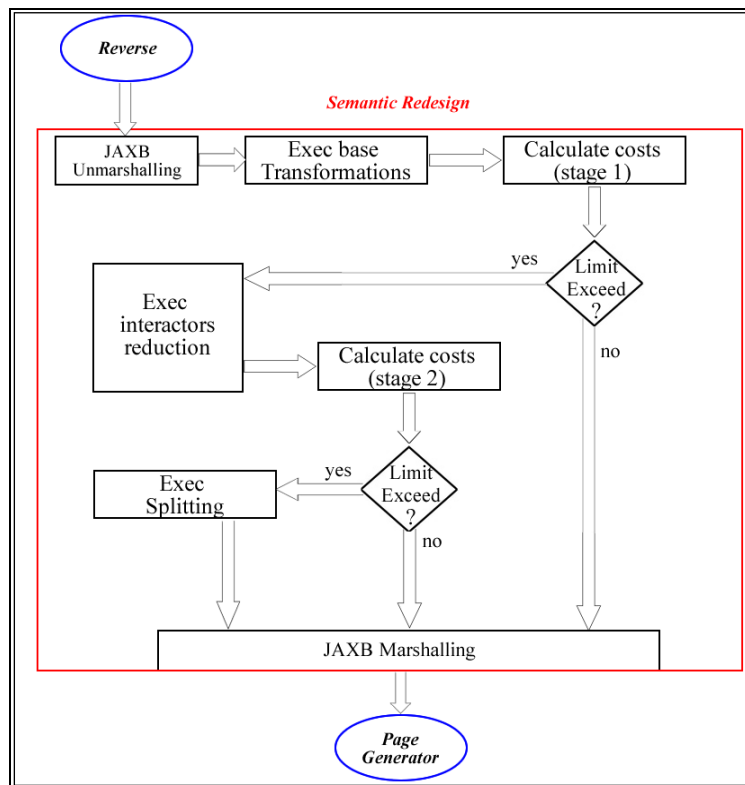 Reverse
Semantic Redesign
JAXB
Unmarshalling
Exec base
Transformations
Calculate costs
(stage 1)
yes
Limit
Exceed
?
no
Exec
interactors
reduction
Calculate costs
(stage 2)
yes
Limit
Exceed
?
no
Exec
Splitting
JAXB Marshalling
Page
Generator